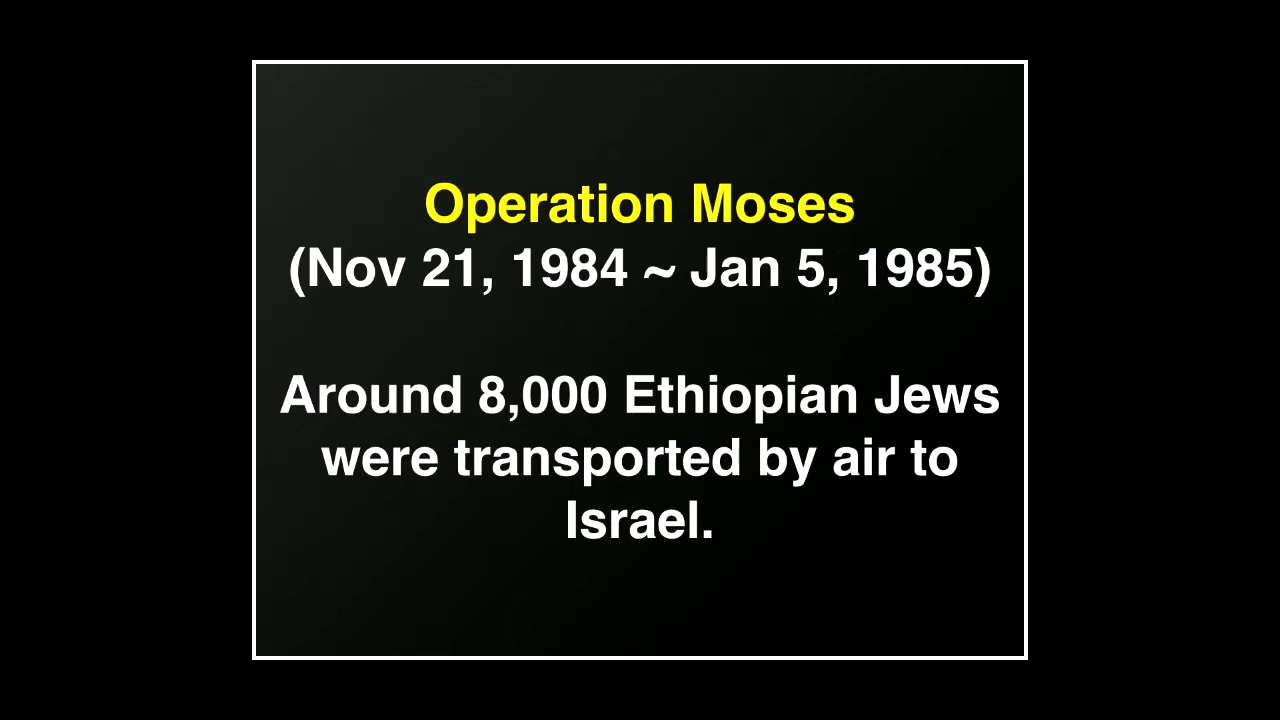 Operation Moses
(Nov 21, 1984 ~ Jan 5, 1985)
Around 8,000 Ethiopian Jews
were transported by air to
Israel.